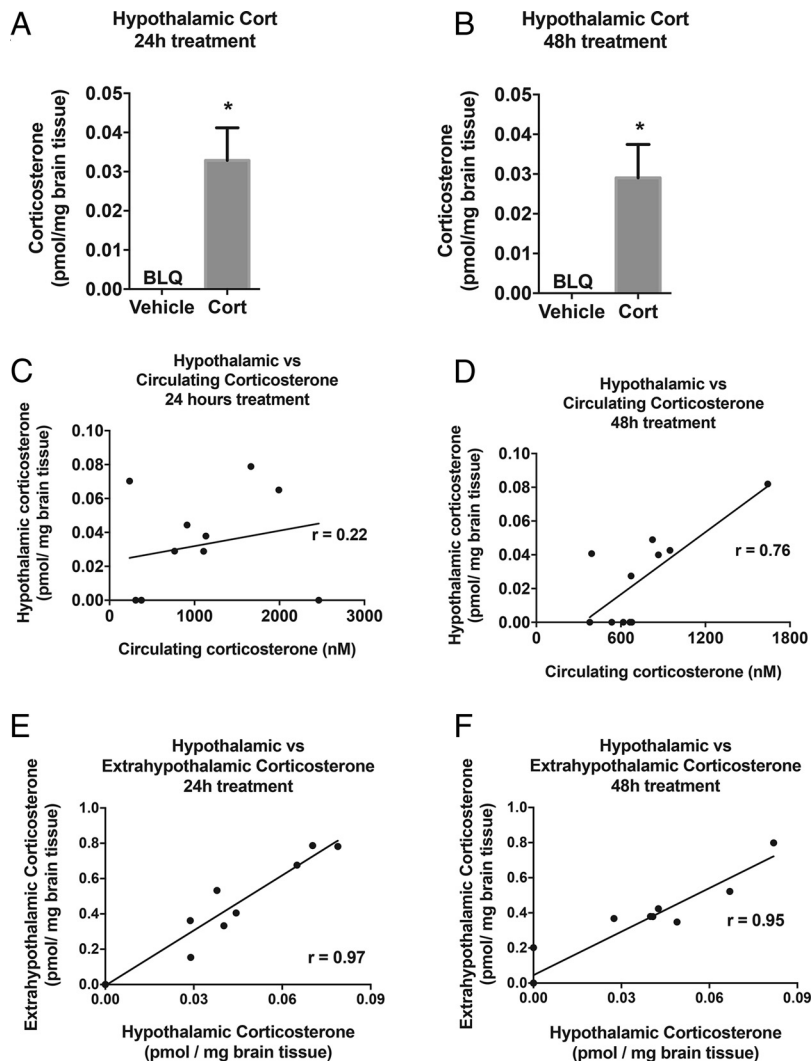 A
Hypothalamic Cort
24h treatment
Corticosterone
(pmol/mg brain tissue)
0.05
0.04
0.03
0.02
0.01
0.00
*
BLQ
Vehicle
Cort
B
Hypothalamic Cort
48h treatment
Corticosterone
(pmol/mg brain tissue)
0.05
0.04
0.03
0.02
0.01
0.00
*
BLQ
Vehicle
Cort
C
Hypothalamic vs
Circulating Corticosterone
24 hours treatment
Hypothalamic corticosterone
(pmol/ mg brain tissue)
0.10
0.08
0.06
0.04
0.02
0.00
r = 0.22
0 1000 2000 3000
Circulating corticosterone (nM)
D
Hypothalamic vs
Circulating Corticosterone
48h treatment
Hypothalamic corticosterone
(pmol/ mg brain tissue)
0.10
0.08
0.06
0.04
0.02
0.00
r = 0.76
0 600 1200 1800
Circulating corticosterone (nM)
E
Hypothalamic vs
Extrahypothalamic Corticosterone
24h treatment
Extrahypothalamic Corticosterone
(pmol/ mg brain tissue)
1.0
0.8
0.6
0.4
0.2
0.0
r = 0.97
0.00 0.03 0.06 0.09
Hypothalamic Corticosterone
(pmol / mg brain tissue)
F
Hypothalamic vs
Extrahypothalamic Corticosterone
48h treatment
Extrahypothalamic Corticosterone
(pmol/ mg brain tissue)
1.0
0.8
0.6
0.4
0.2
0.0
r = 0.95
0.00 0.03 0.06 0.09
Hypothalamic Corticosterone
(pmol / mg brain tissue)